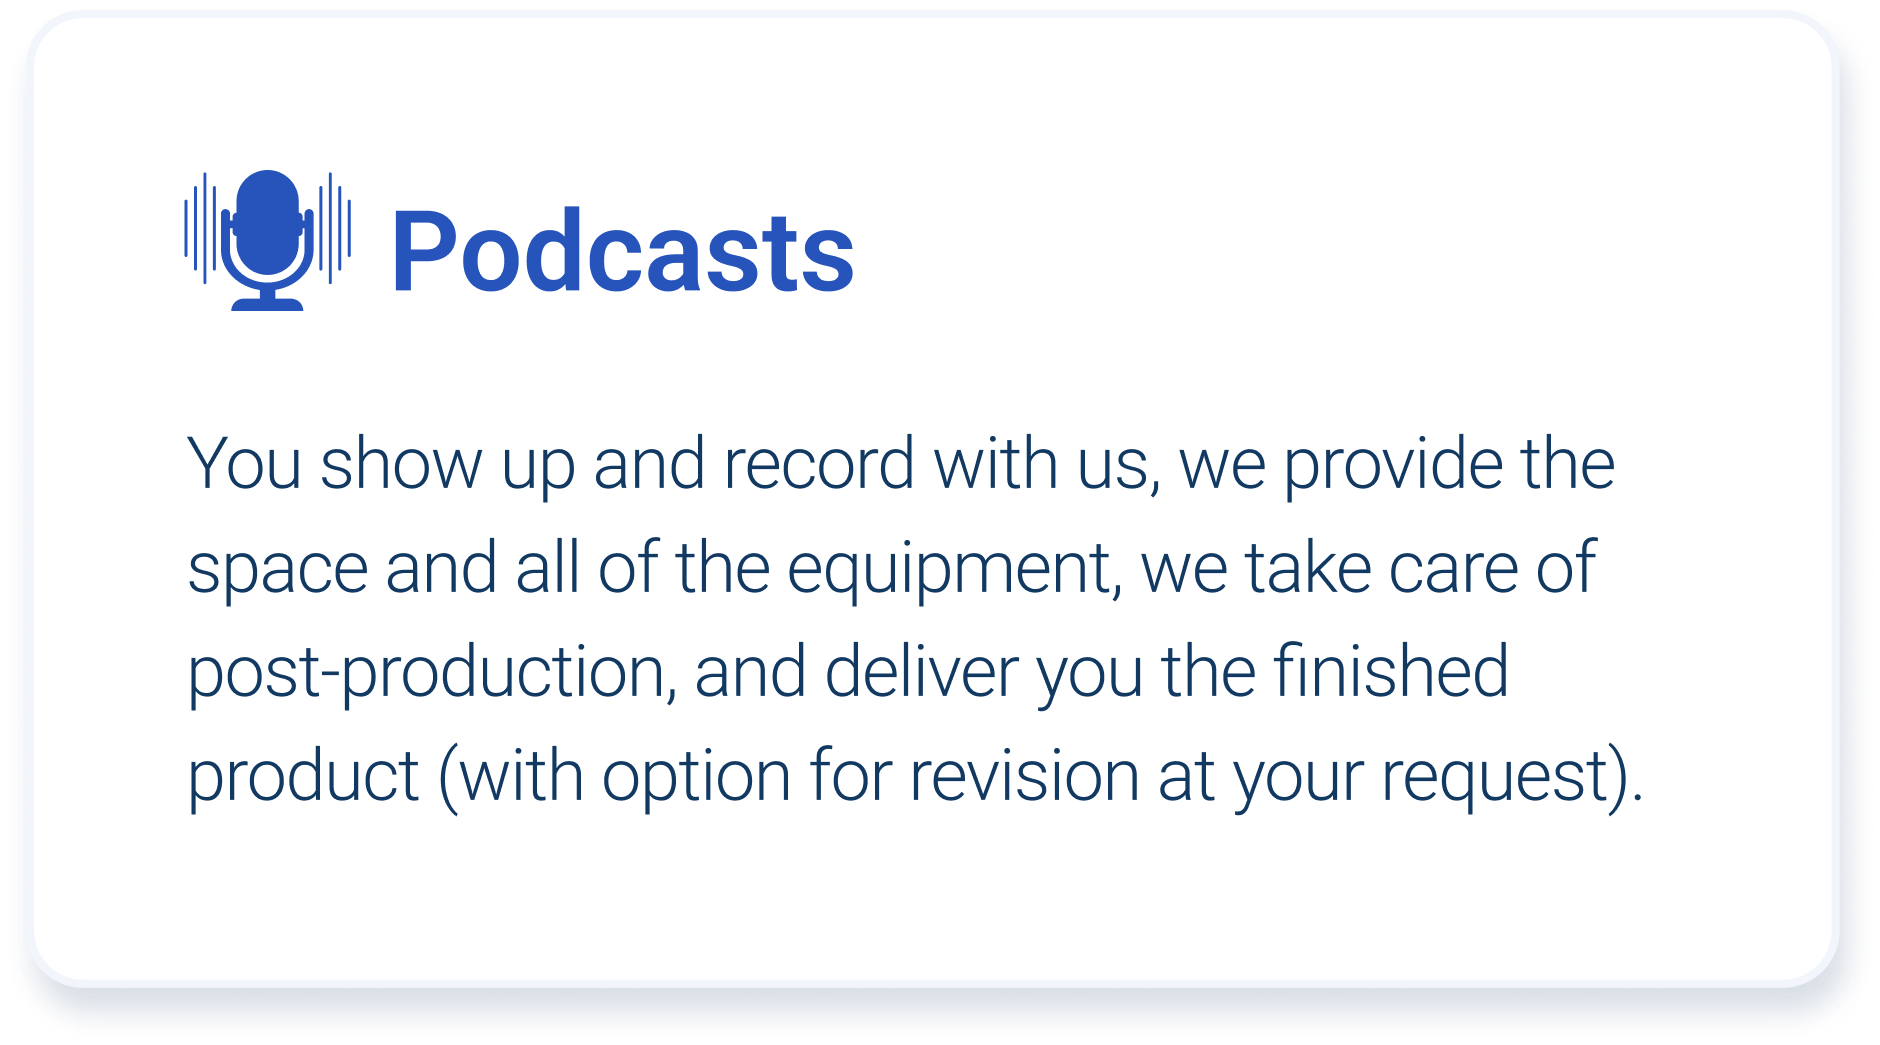 Podcasts
You show up and record with us, we provide the
space and all of the equipment, we take care of
post-production, and deliver you the finished
product (with option for revision at your request).